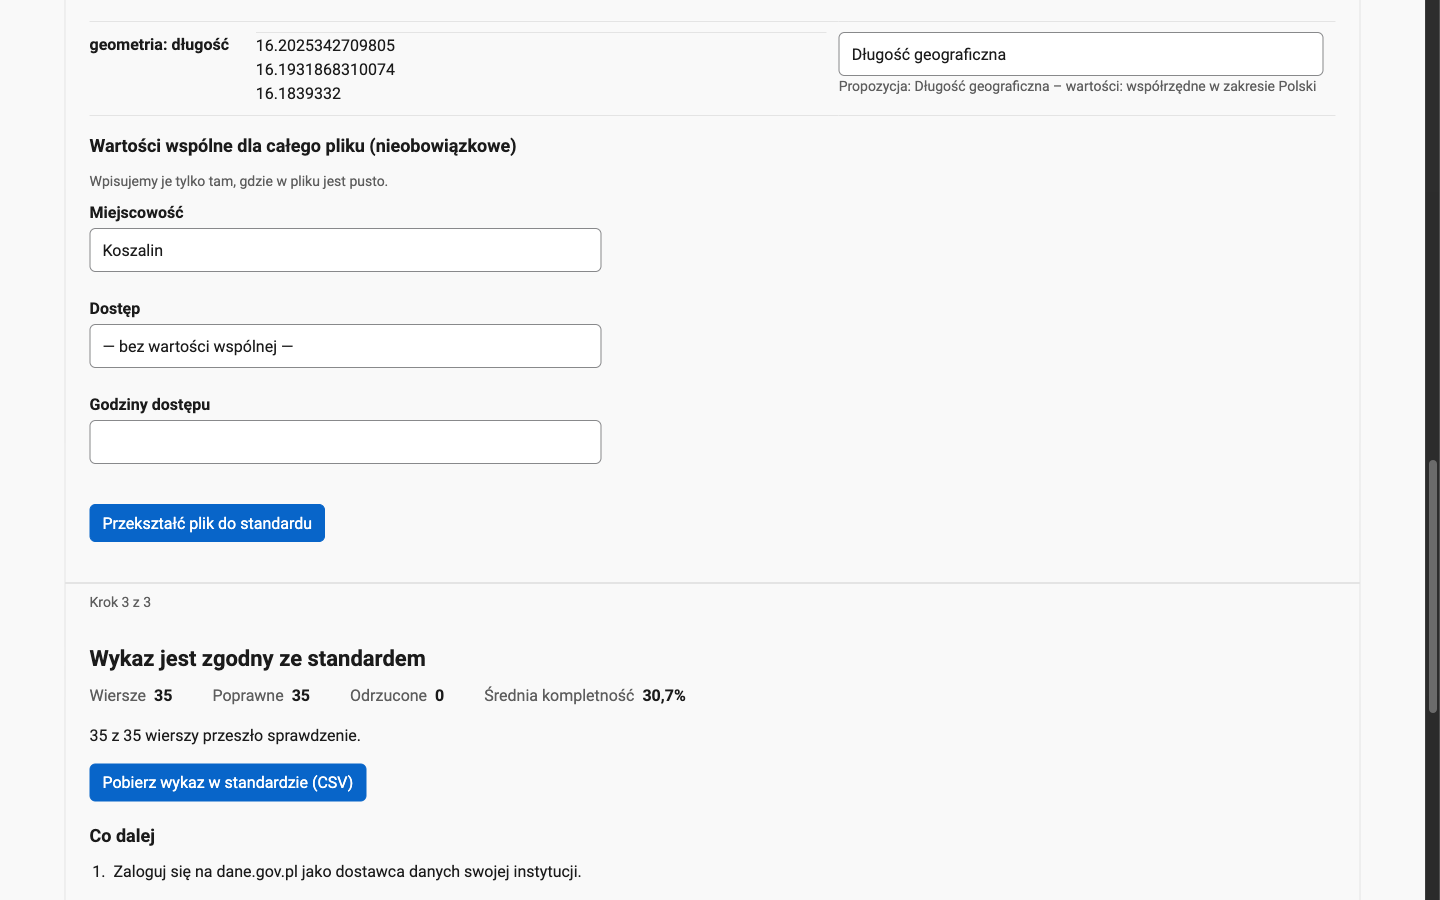 geometria: długość
16.2025342709805
16.1931868310074
16.1839332
Długość geograficzna
Propozycja: Długość geograficzna – wartości: współrzędne w zakresie Polski
Wartości wspólne dla całego pliku (nieobowiązkowe)
Wpisujemy je tylko tam, gdzie w pliku jest pusto.
Miejscowość
Koszalin
Dostęp
— bez wartości wspólnej —
Godziny dostępu
Przekształć plik do standardu
Krok 3 z 3
Wykaz jest zgodny ze standardem
Wiersze 35 Poprawne 35 Odrzucone 0 Średnia kompletność 30,7%
35 z 35 wierszy przeszło sprawdzenie.
Pobierz wykaz w standardzie (CSV)
Co dalej
1. Zaloguj się na dane.gov.pl jako dostawca danych swojej instytucji.